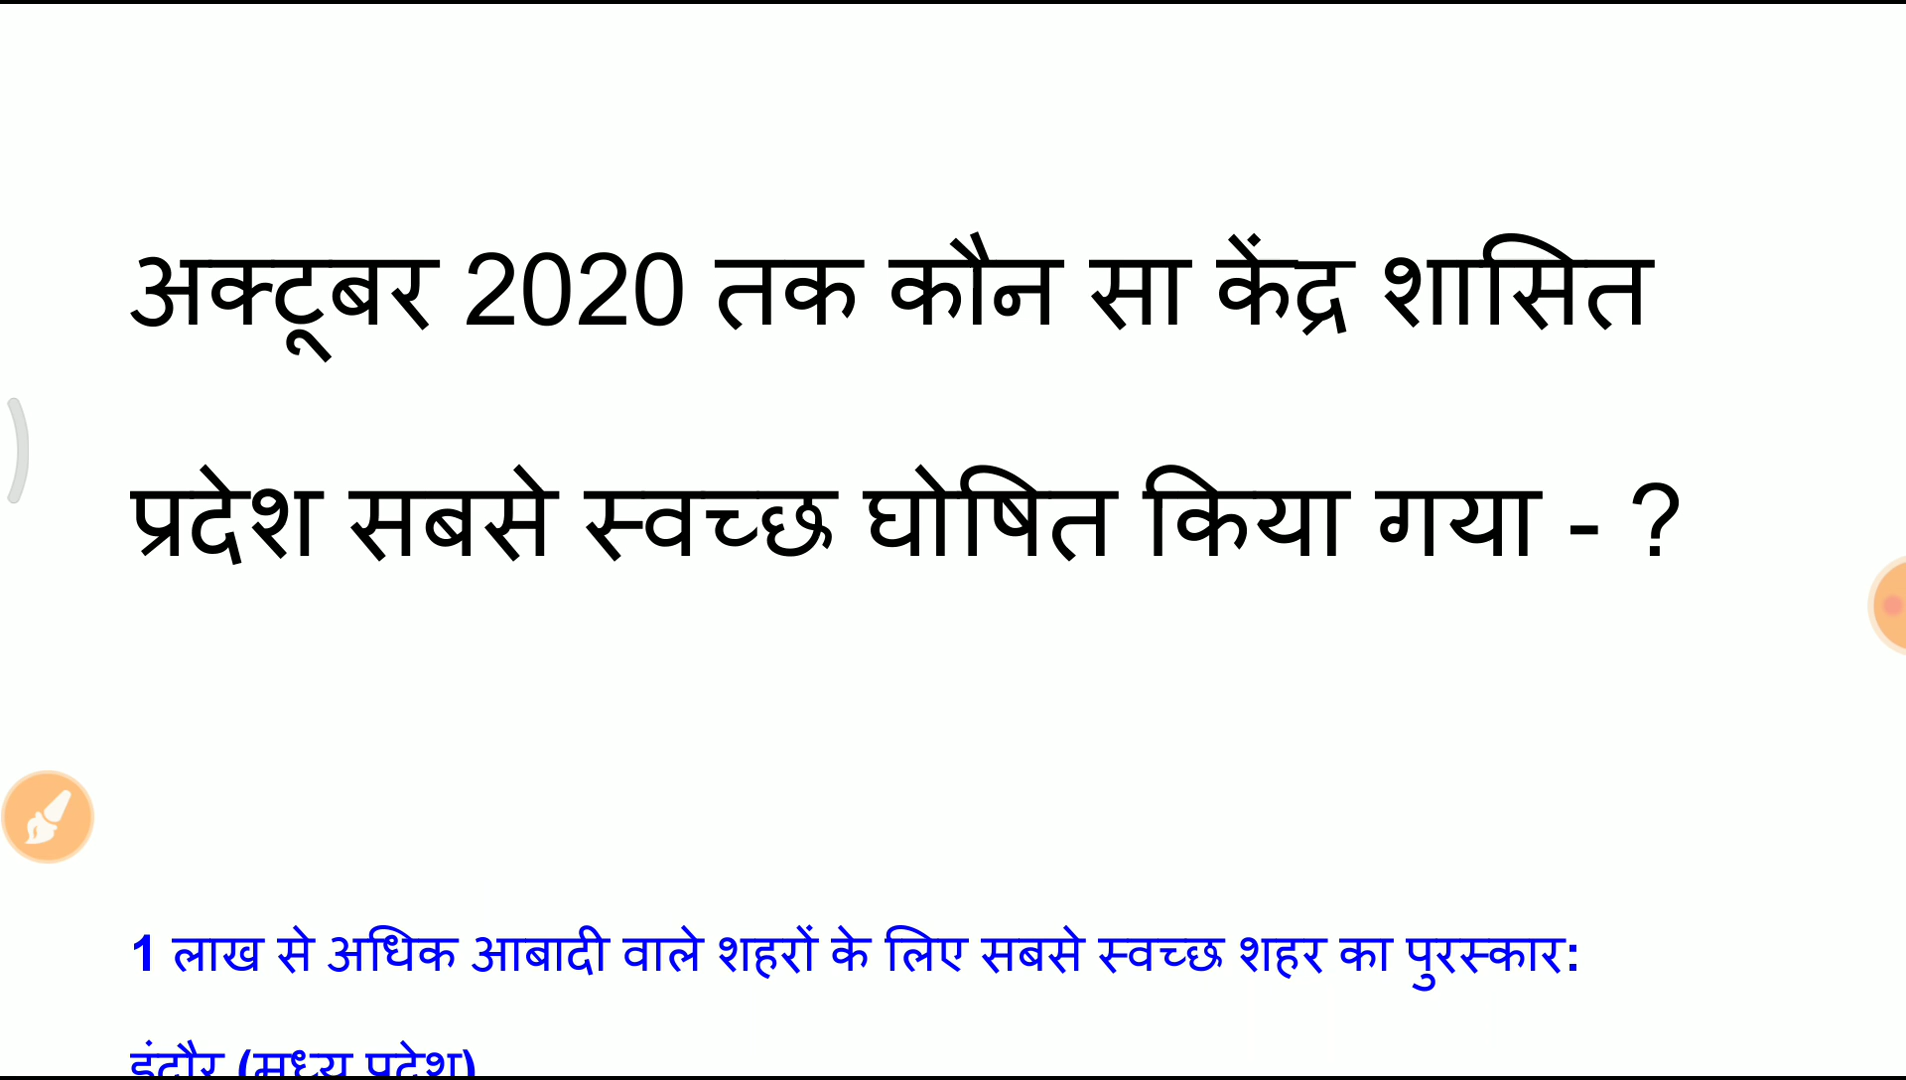 अक्टूबर 2020 तक कौन सा केंद्र शासित
प्रदेश सबसे स्वच्छ घोषित किया गया - ?
1 लाख से अधिक आबादी वाले शहरों के लिए सबसे स्वच्छ शहर का पुरस्कार:
इंदौर (मध्य प्रदेश)